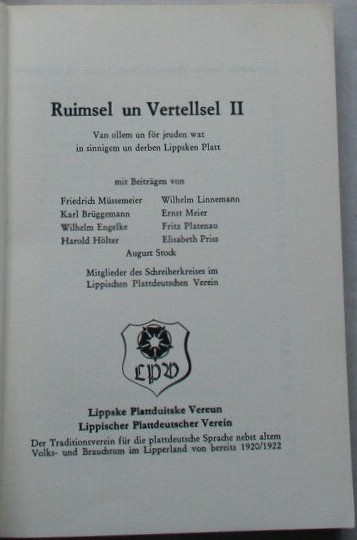 Ruimsel un Vertellsel II
Van ollem un för jeuden wat
in sinnigem un derben Lippsken Platt
mit Beiträgen von
Friedrich Müssemeier Wilhelm Linnemann
Karl Brüggemann Ernst Meier
Wilhelm Engelke Fritz Platenau
Harold Hölter Elisabeth Priss
August Stock
Mitglieder des Schreiberkreises im
Lippischen Plattdeutschen Verein
LPV
Lippske Plattduitske Vereun
Lippischer Plattdeutscher Verein
Der Traditionsverein für die plattdeutsche Sprache nebst altem
Volks- und Brauchtum im Lipperland von bereits 1920/1922